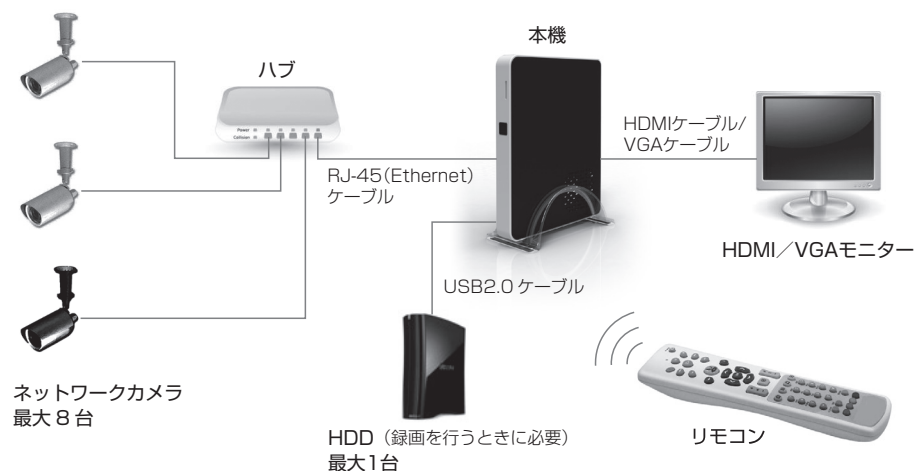 本機
ハブ
Power
Collision
HDMIケーブル/
VGAケーブル
RJ-45(Ethernet)
ケーブル
HDMI／VGAモニター
USB2.0 ケーブル
ネットワークカメラ
最大 8 台
HDD（録画を行うときに必要）
最大1台
リモコン